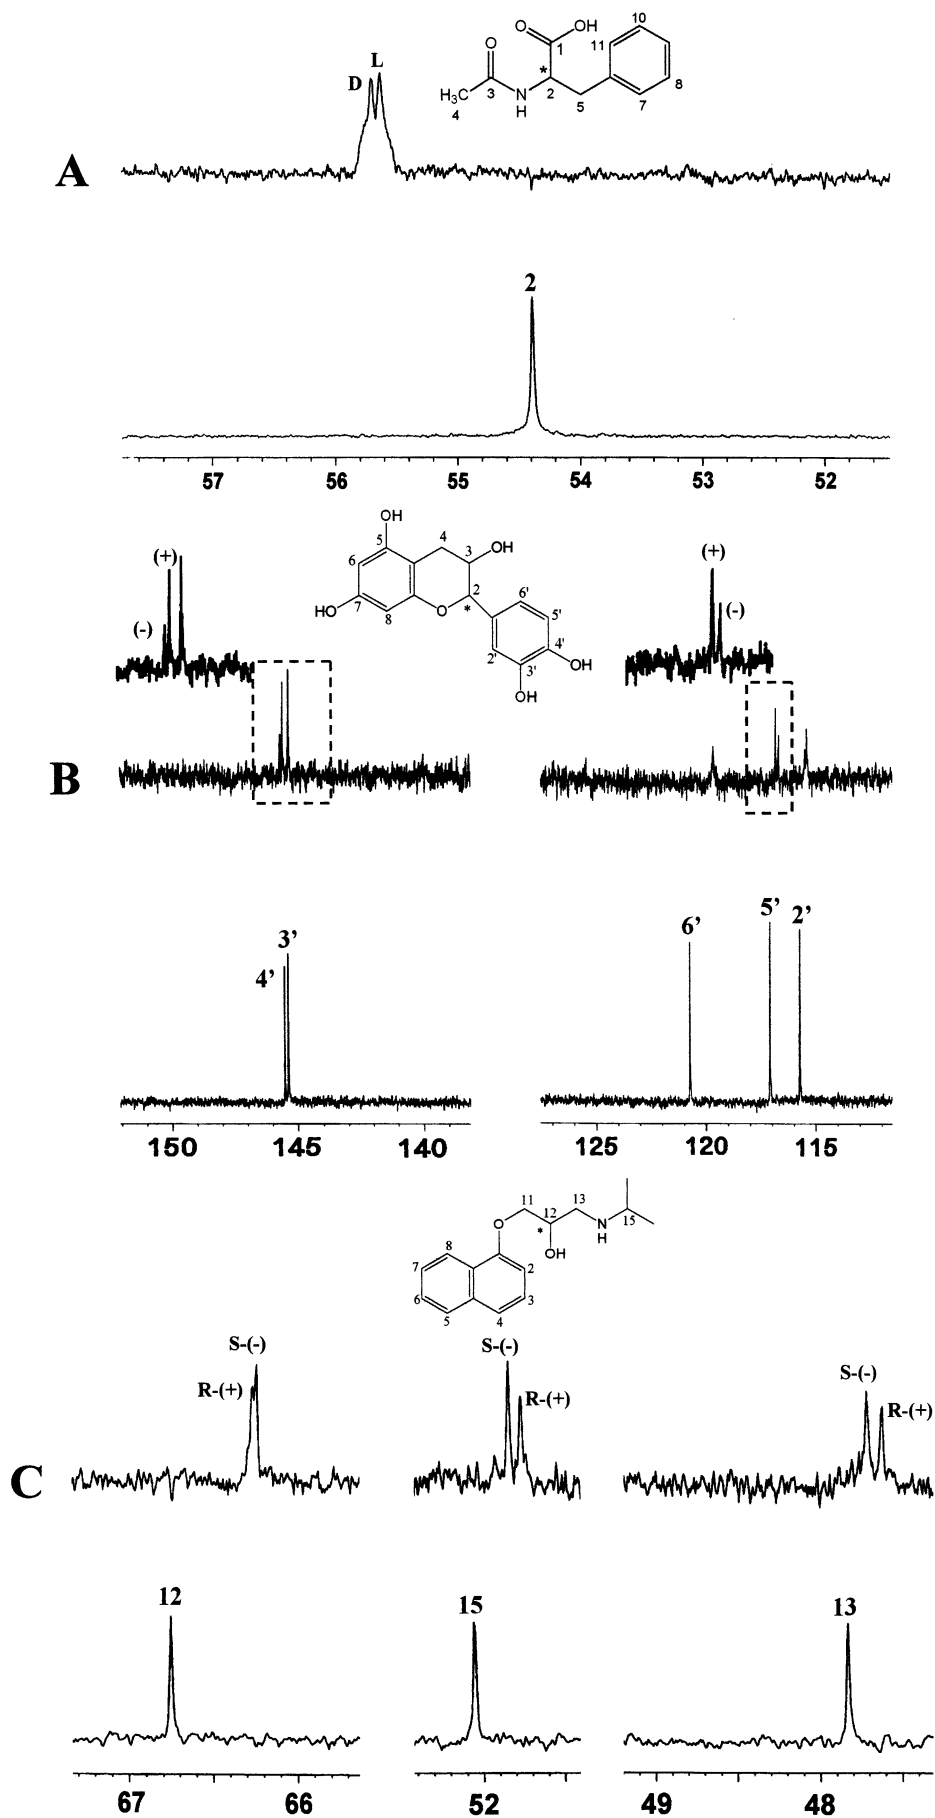 10
O
OH
11
1
L
O
*
D
3
N
2
8
H3C
4
H
5
7
A
2
57
56
55
54
53
52
OH
5
4
(+)
6
3
OH
(+)
7
2
6'
(-)
HO
8
O
*
5'
(-)
2'
4'
3'
OH
OH
B
5’
6’
2’
3’
4’
150
145
140
125
120
115
11
13
O
12
N
15
8
*
H
7
OH
2
6
3
5
4
S-(-)
S-(-)
R-(+)
S-(-)
R-(+)
R-(+)
C
12
15
13
67
66
52
49
48